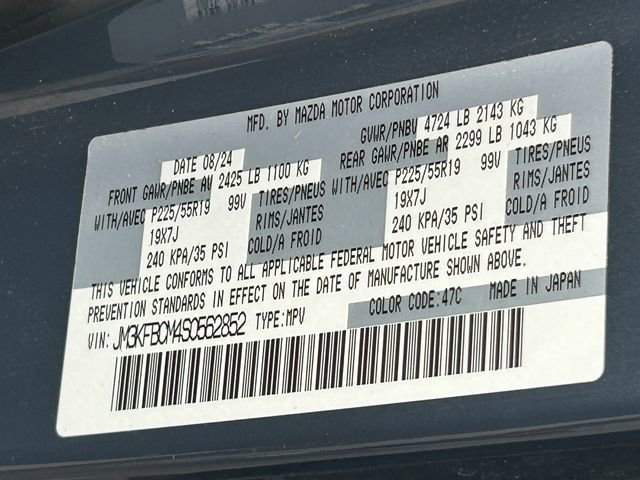 MFD. BY MAZDA MOTOR CORPORATION
DATE 08/24
GVWR/PNBV 4724 LB 2143 KG
FRONT GAWR/PNBE AV 2425 LB 1100 KG
REAR GAWR/PNBE AR 2299 LB 1043 KG
WITH/AVEC P225/55R19 99V TIRES/PNEUS
WITH/AVEC P225/55R19 99V TIRES/PNEUS
19X7J RIMS/JANTES
19X7J RIMS/JANTES
240 KPA/35 PSI COLD/A FROID
240 KPA/35 PSI COLD/A FROID
THIS VEHICLE CONFORMS TO ALL APPLICABLE FEDERAL MOTOR VEHICLE SAFETY AND THEFT
PREVENTION STANDARDS IN EFFECT ON THE DATE OF MANUFACTURE SHOWN ABOVE.
VIN: JM3KFBCM4S0562852 TYPE:MPV
COLOR CODE:47C MADE IN JAPAN